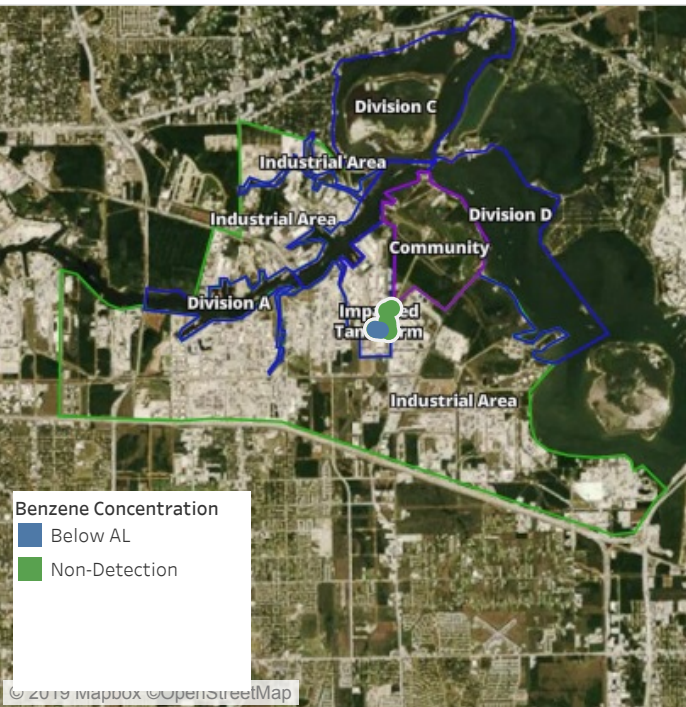 Division C
Industrial Area
Division D
Industrial Area
Community
Division A
Industrial Area
Benzene Concentration
Below AL
Non-Detection
© 2019 Mapbox ©OpenStreetMap